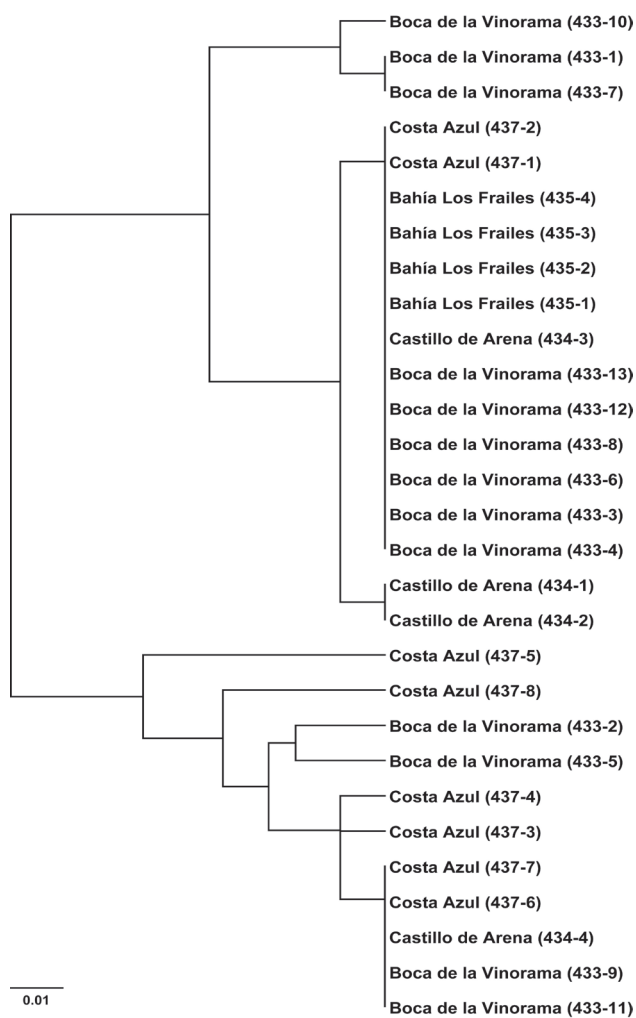 Boca de la Vinorama (433-10)
Boca de la Vinorama (433-1)
Boca de la Vinorama (433-7)
Costa Azul (437-2)
Costa Azul (437-1)
Bahía Los Frailes (435-4)
Bahía Los Frailes (435-3)
Bahía Los Frailes (435-2)
Bahía Los Frailes (435-1)
Castillo de Arena (434-3)
Boca de la Vinorama (433-13)
Boca de la Vinorama (433-12)
Boca de la Vinorama (433-8)
Boca de la Vinorama (433-6)
Boca de la Vinorama (433-3)
Boca de la Vinorama (433-4)
Castillo de Arena (434-1)
Castillo de Arena (434-2)
Costa Azul (437-5)
Costa Azul (437-8)
Boca de la Vinorama (433-2)
Boca de la Vinorama (433-5)
Costa Azul (437-4)
Costa Azul (437-3)
Costa Azul (437-7)
Costa Azul (437-6)
Castillo de Arena (434-4)
Boca de la Vinorama (433-9)
Boca de la Vinorama (433-11)
0.01